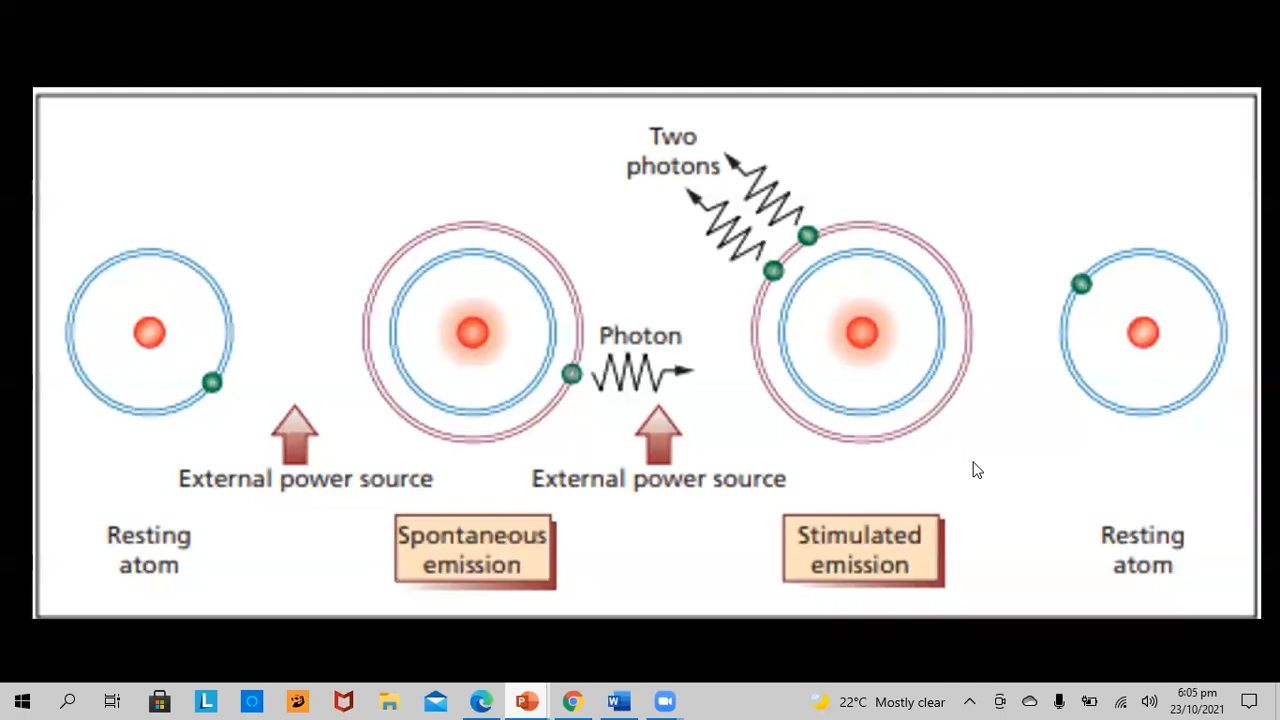 Two
photons
Photon
External power source
External power source
Resting
atom
Spontaneous
emission
Stimulated
emission
Resting
atom
22°C Mostly clear
6:05 pm
23/10/2021